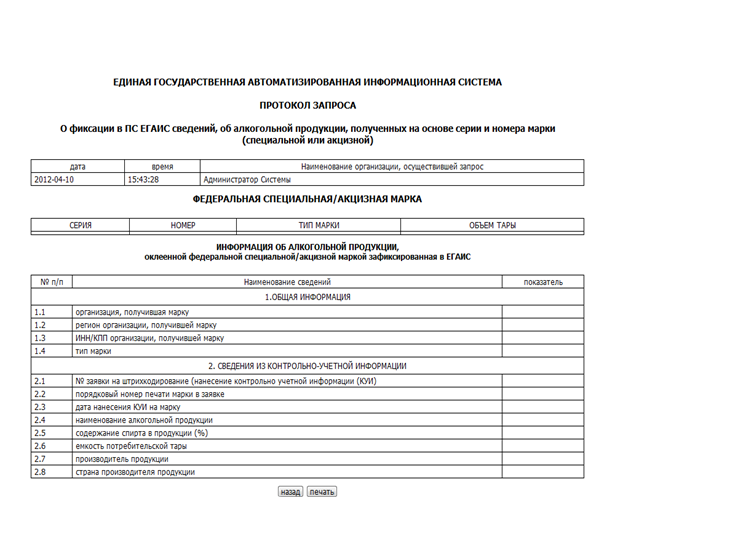 ЕДИНАЯ ГОСУДАРСТВЕННАЯ АВТОМАТИЗИРОВАННАЯ ИНФОРМАЦИОННАЯ СИСТЕМА
ПРОТОКОЛ ЗАПРОСА
О фиксации в ПС ЕГАИС сведений, об алкогольной продукции, полученных на основе серии и номера марки
(специальной или акцизной)
дата время Наименование организации, осуществившей запрос
2012-04-10 15:43:28 Администратор Системы
ФЕДЕРАЛЬНАЯ СПЕЦИАЛЬНАЯ/АКЦИЗНАЯ МАРКА
СЕРИЯ НОМЕР ТИП МАРКИ ОБЪЕМ ТАРЫ
ИНФОРМАЦИЯ ОБ АЛКОГОЛЬНОЙ ПРОДУКЦИИ,
оклеенной федеральной специальной/акцизной маркой зафиксированная в ЕГАИС
№ п/п Наименование сведений показатель
1.ОБЩАЯ ИНФОРМАЦИЯ
1.1 организация, получившая марку
1.2 регион организации, получившей марку
1.3 ИНН/КПП организации, получившей марку
1.4 тип марки
2. СВЕДЕНИЯ ИЗ КОНТРОЛЬНО-УЧЕТНОЙ ИНФОРМАЦИИ
2.1 № заявки на штрихкодирование (нанесение контрольно учетной информации (КУИ)
2.2 порядковый номер печати марки в заявке
2.3 дата нанесения КУИ на марку
2.4 наименование алкогольной продукции
2.5 содержание спирта в продукции (%)
2.6 емкость потребительской тары
2.7 производитель продукции
2.8 страна производителя продукции
назад печать